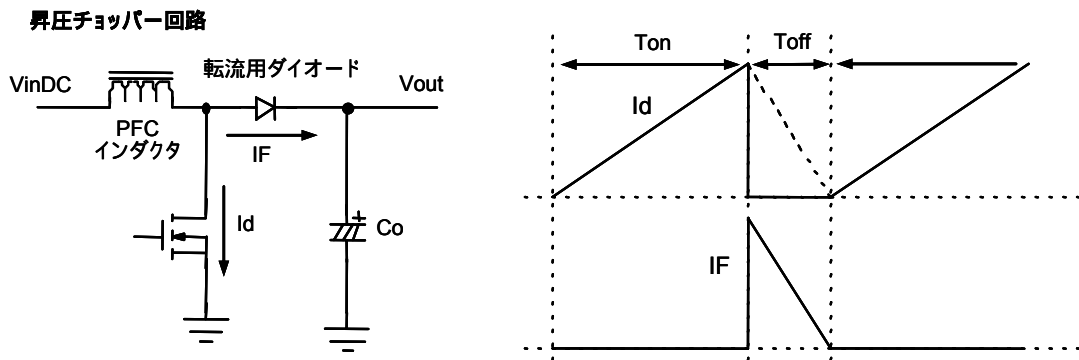 昇圧チョッパー回路
VinDC
転流用ダイオード
Vout
PFC
インダクタ
IF
Id
+
Co
Ton
Toff
Id
IF